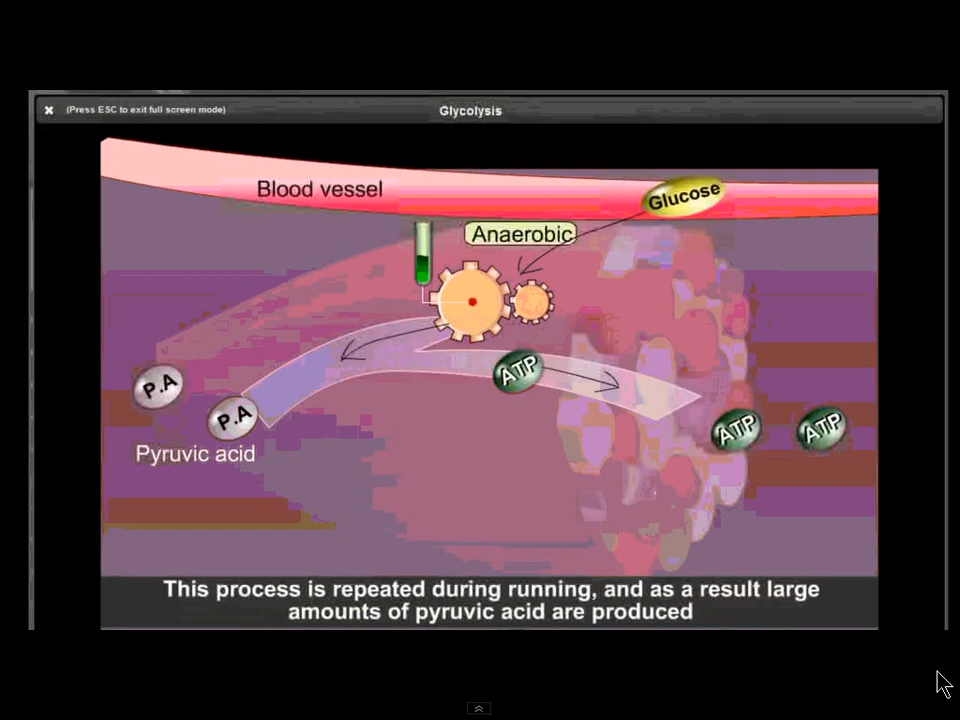 (Press ESC to exit full screen mode)
Glycolysis
Blood vessel
Glucose
Anaerobic
ATP
P.A
P.A
ATP
ATP
Pyruvic acid
This process is repeated during running, and as a result large
amounts of pyruvic acid are produced